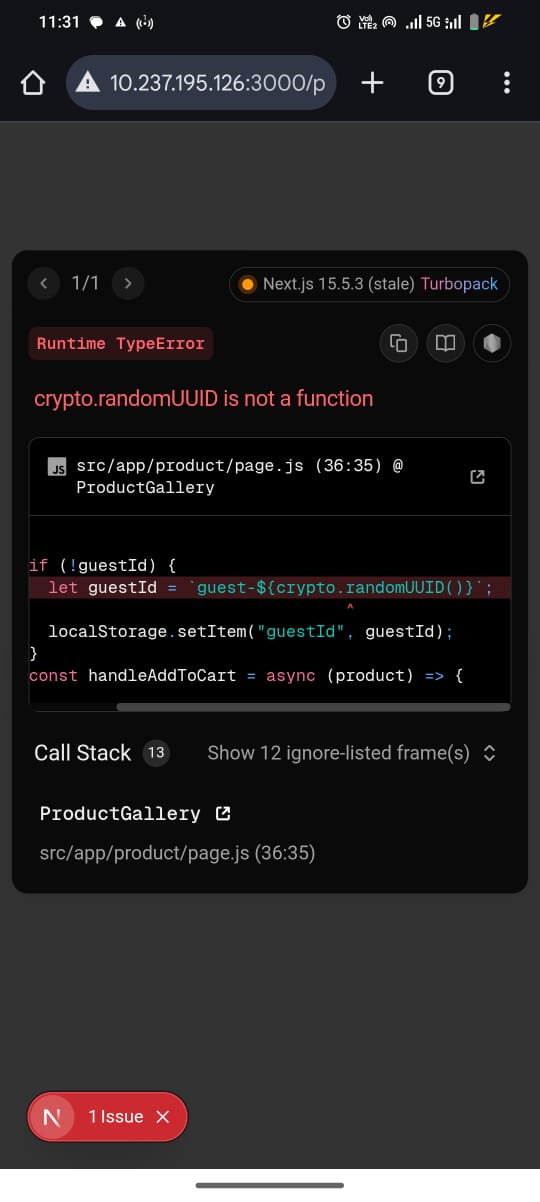 11:31
Vo)
LTE2
5G
10.237.195.126:3000/p
9
1/1
Next.js 15.5.3 (stale) Turbopack
Runtime TypeError
crypto.randomUUID is not a function
JS
src/app/product/page.js (36:35) @
ProductGallery
if (!guestId) {
let guestId = `guest-${crypto.randomUUID()}`;
^
localStorage.setItem("guestId", guestId);
}
const handleAddToCart = async (product) => {
Call Stack 13
Show 12 ignore-listed frame(s)
ProductGallery
src/app/product/page.js (36:35)
N 1 Issue